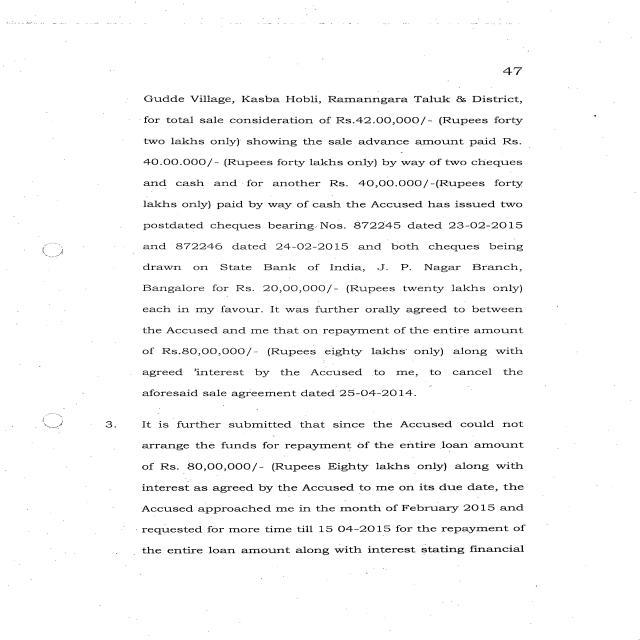 47
Gudde Village, Kasba Hobli, Ramanngara Taluk & District,
for total sale consideration of Rs.42.00,000/- (Rupees forty
two lakhs only) showing the sale advance amount paid Rs.
40.00.000/- (Rupees forty lakhs only) by way of two cheques
and cash and for another Rs. 40,00.000/-(Rupees forty
lakhs only) paid by way of cash the Accused has issued two
postdated cheques bearing Nos. 872245 dated 23-02-2015
and 872246 dated 24-02-2015 and both cheques being
drawn on State Bank of India, J. P. Nagar Branch,
Bangalore for Rs. 20,00,000/- (Rupees twenty lakhs only)
each in my favour. It was further orally agreed to between
the Accused and me that on repayment of the entire amount
of Rs.80,00,000/- (Rupees eighty lakhs only) along with
agreed interest by the Accused to me, to cancel the
aforesaid sale agreement dated 25-04-2014.
3. It is further submitted that since the Accused could not
arrange the funds for repayment of the entire loan amount
of Rs. 80,00,000/- (Rupees Eighty lakhs only) along with
interest as agreed by the Accused to me on its due date, the
Accused approached me in the month of February 2015 and
requested for more time till 15 04-2015 for the repayment of
the entire loan amount along with interest stating financial